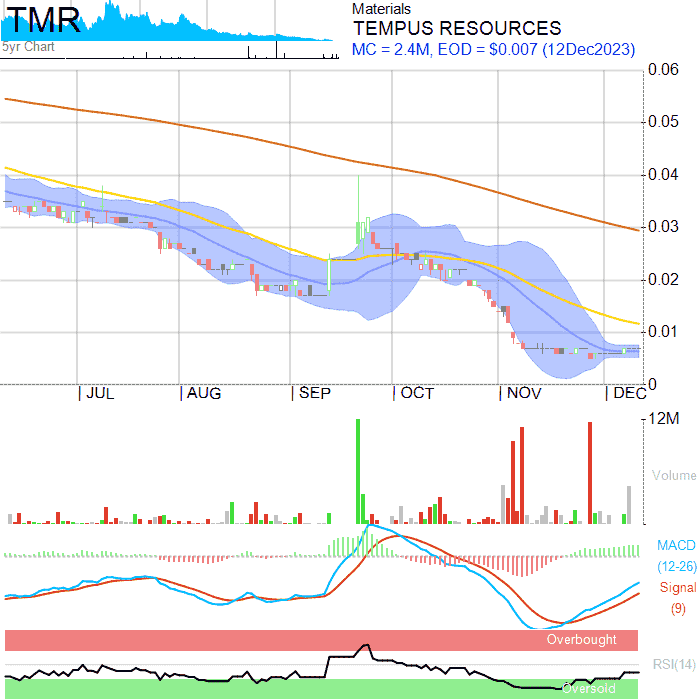 TMR
5yr Chart
Materials
TEMPUS RESOURCES
MC = 2.4M, EOD = $0.007 (12Dec2023)
0.06
0.05
0.04
0.03
0.02
0.01
0
JUL AUG SEP OCT NOV DEC
12M
Volume
MACD
(12-26)
Signal
(9)
Overbought
RSI(14)
Oversold